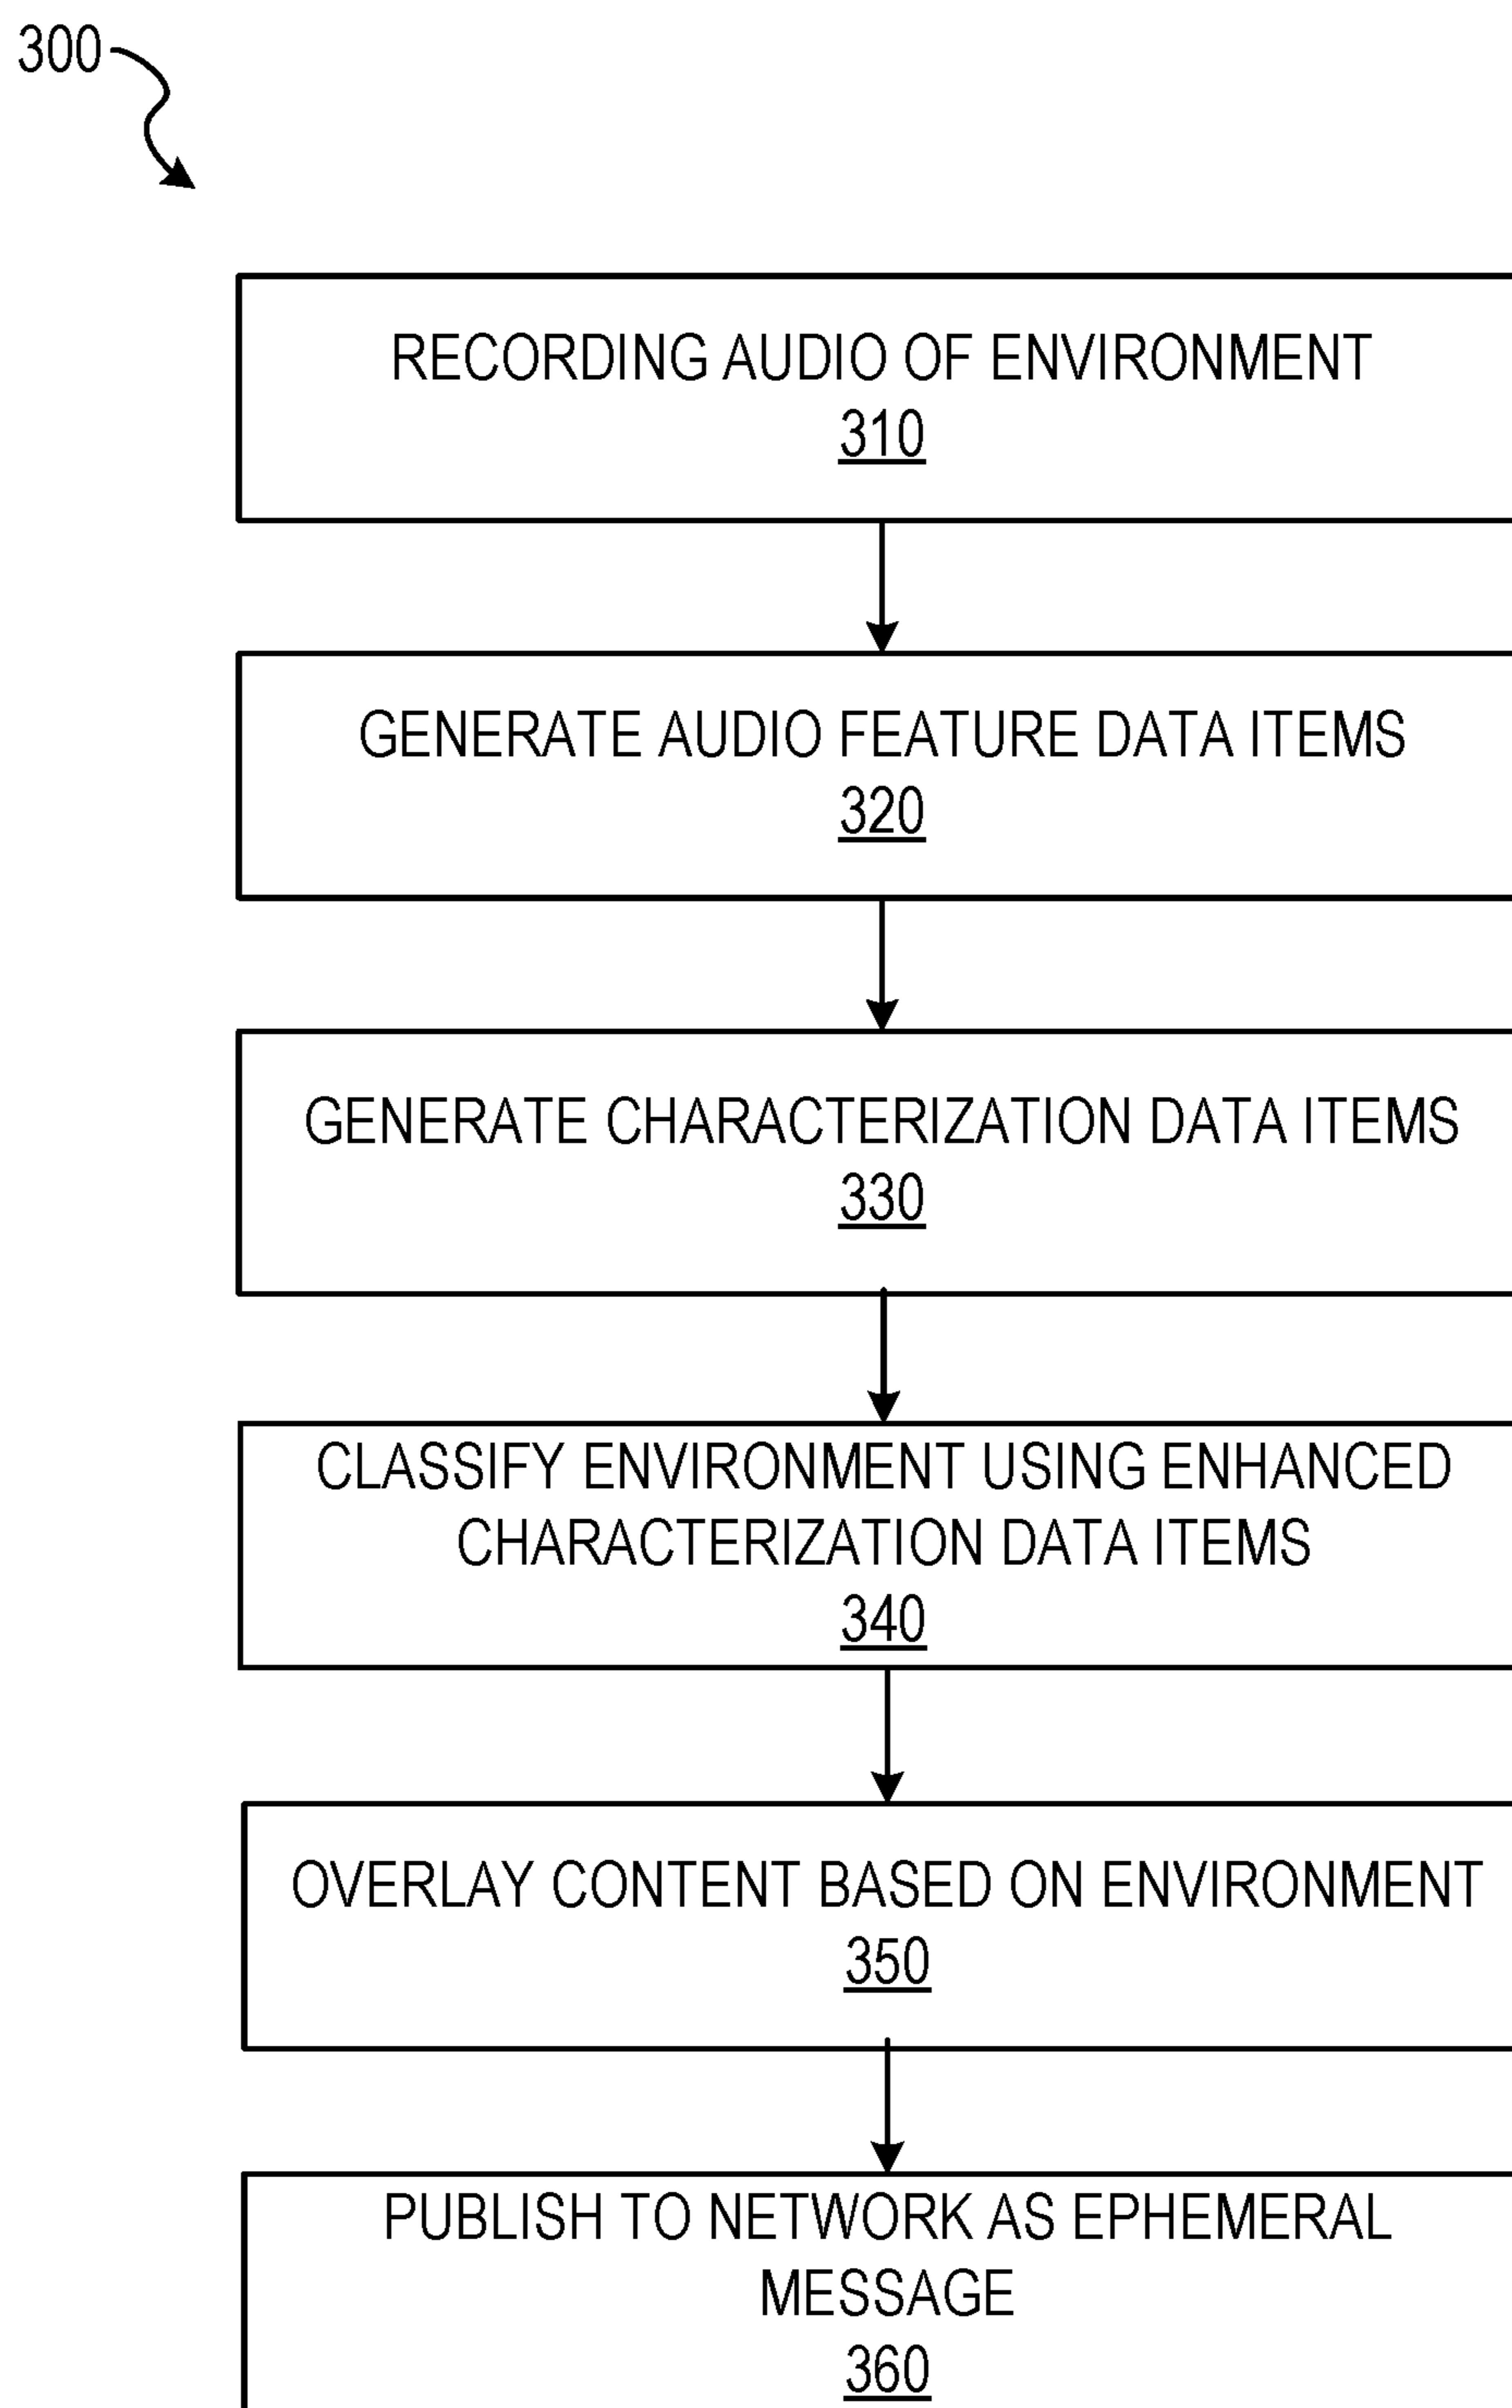 300
RECORDING AUDIO OF ENVIRONMENT
310
GENERATE AUDIO FEATURE DATA ITEMS
320
GENERATE CHARACTERIZATION DATA ITEMS
330
CLASSIFY ENVIRONMENT USING ENHANCED
CHARACTERIZATION DATA ITEMS
340
OVERLAY CONTENT BASED ON ENVIRONMENT
350
PUBLISH TO NETWORK AS EPHEMERAL
MESSAGE
360